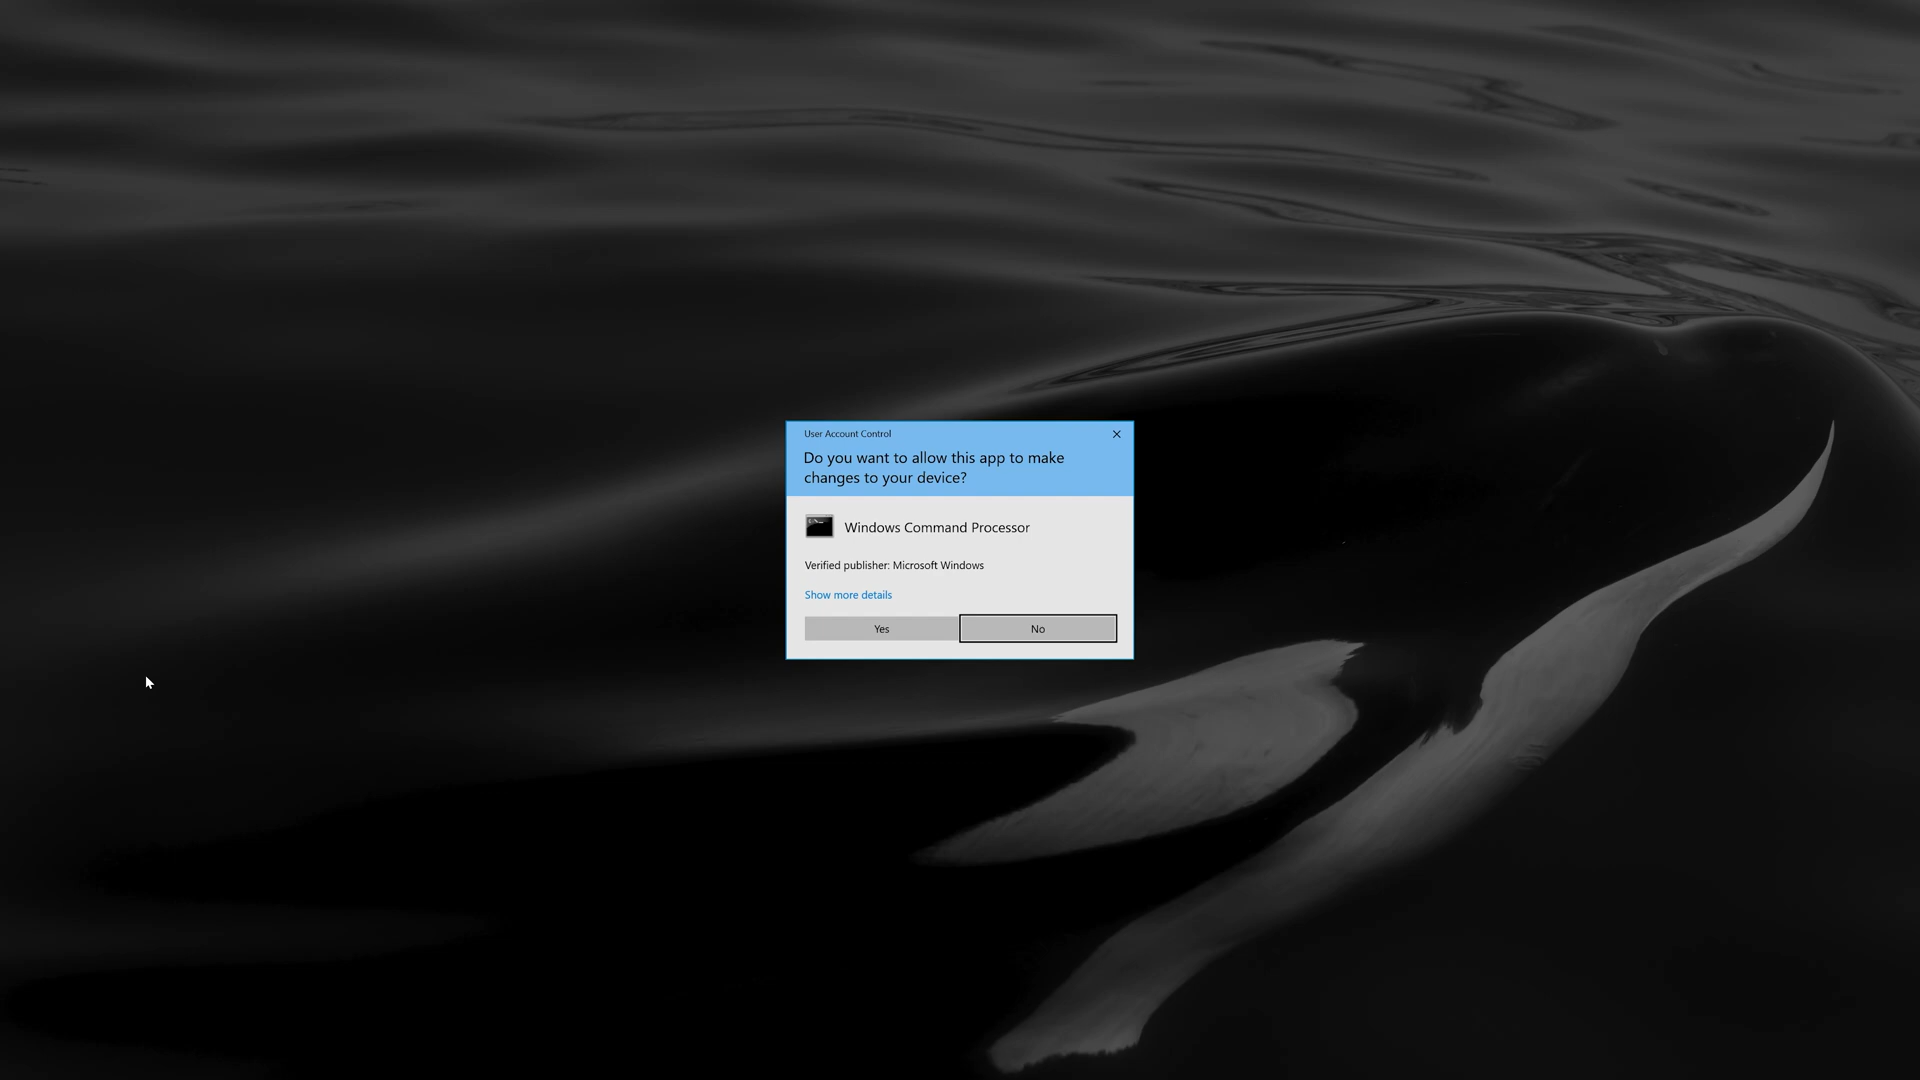 User Account Control
Do you want to allow this app to make
changes to your device?
Windows Command Processor
Verified publisher: Microsoft Windows
Show more details
Yes
No